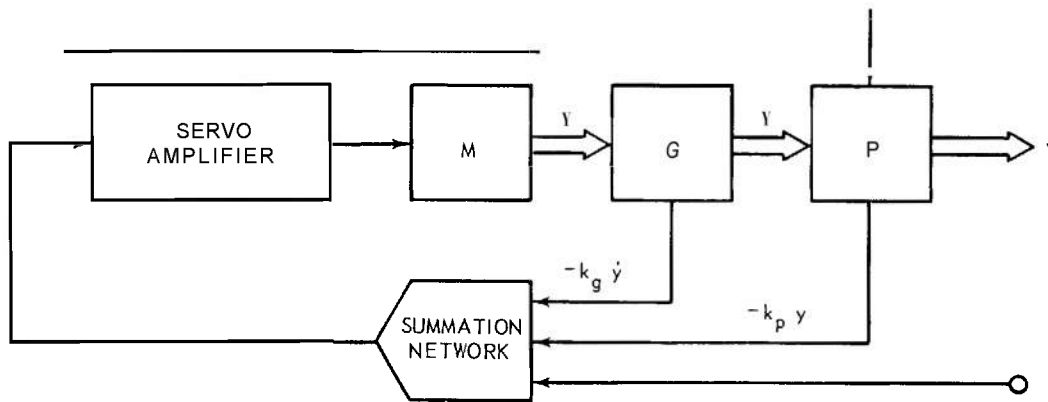 SERVO
AMPLIFIER
M
Y
G
Y
P
-k_g ẏ
-k_p y
SUMMATION
NETWORK